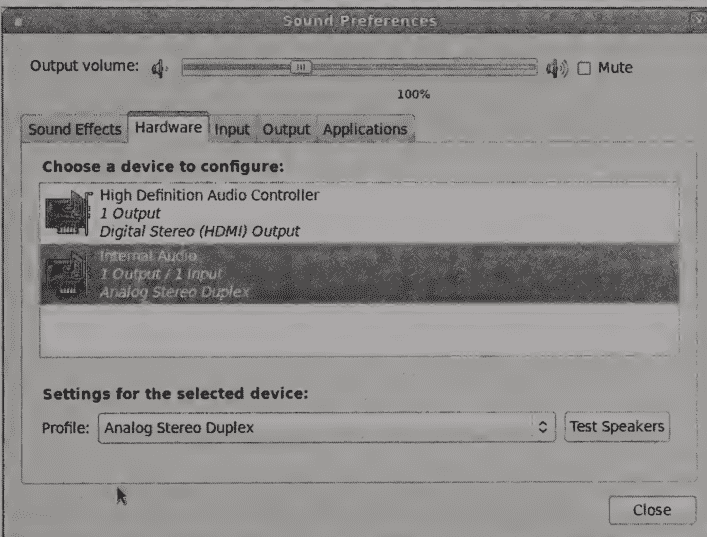 Sound Preferences
Output volume: Mute
100%
Sound Effects Hardware Input Output Applications
Choose a device to configure:
High Definition Audio Controller
1 Output
Digital Stereo (HDMI) Output
Internal Audio
1 Output / 1 Input
Analog Stereo Duplex
Settings for the selected device:
Profile: Analog Stereo Duplex Test Speakers
Close